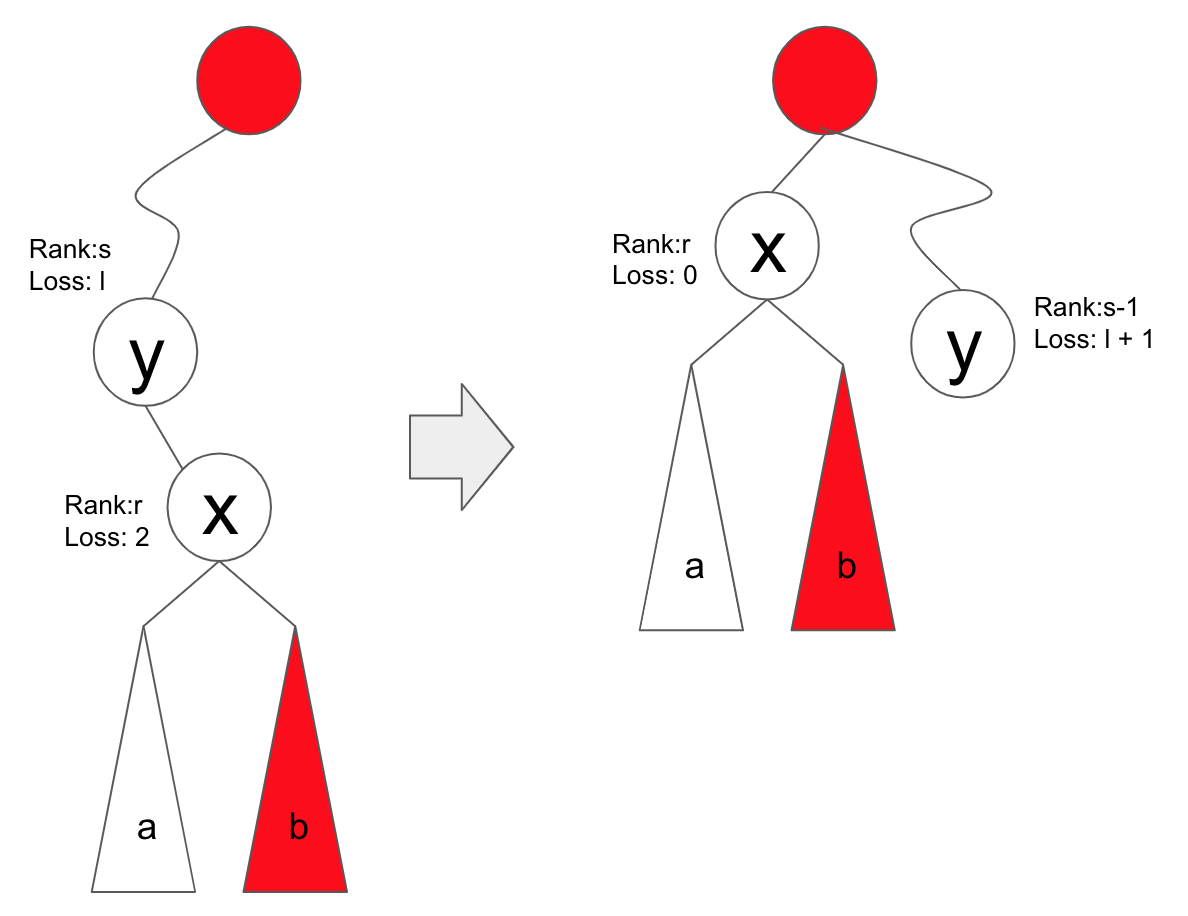 Rank:s
Loss: l
y
Rank:r
Loss: 2
x
a
b
Rank:r
Loss: 0
x
Rank:s-1
Loss: l + 1
y
a
b